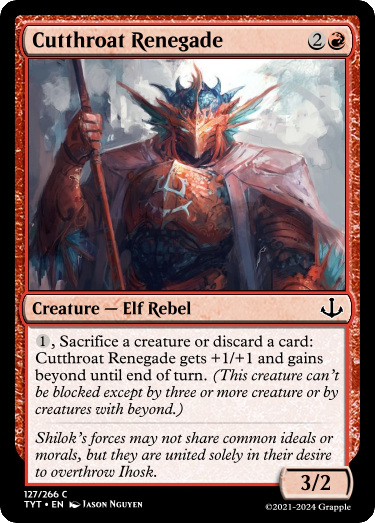 Cutthroat Renegade 2
Creature — Elf Rebel
1, Sacrifice a creature or discard a card:
Cutthroat Renegade gets +1/+1 and gains
beyond until end of turn. (This creature can't
be blocked except by three or more creature or by
creatures with beyond.)
Shilok's forces may not share common ideals or
morals, but they are united solely in their desire
to overthrow Ihosk.
3/2
127/266 C
TYT • EN Jason Nguyen
©2021-2024 Grapple